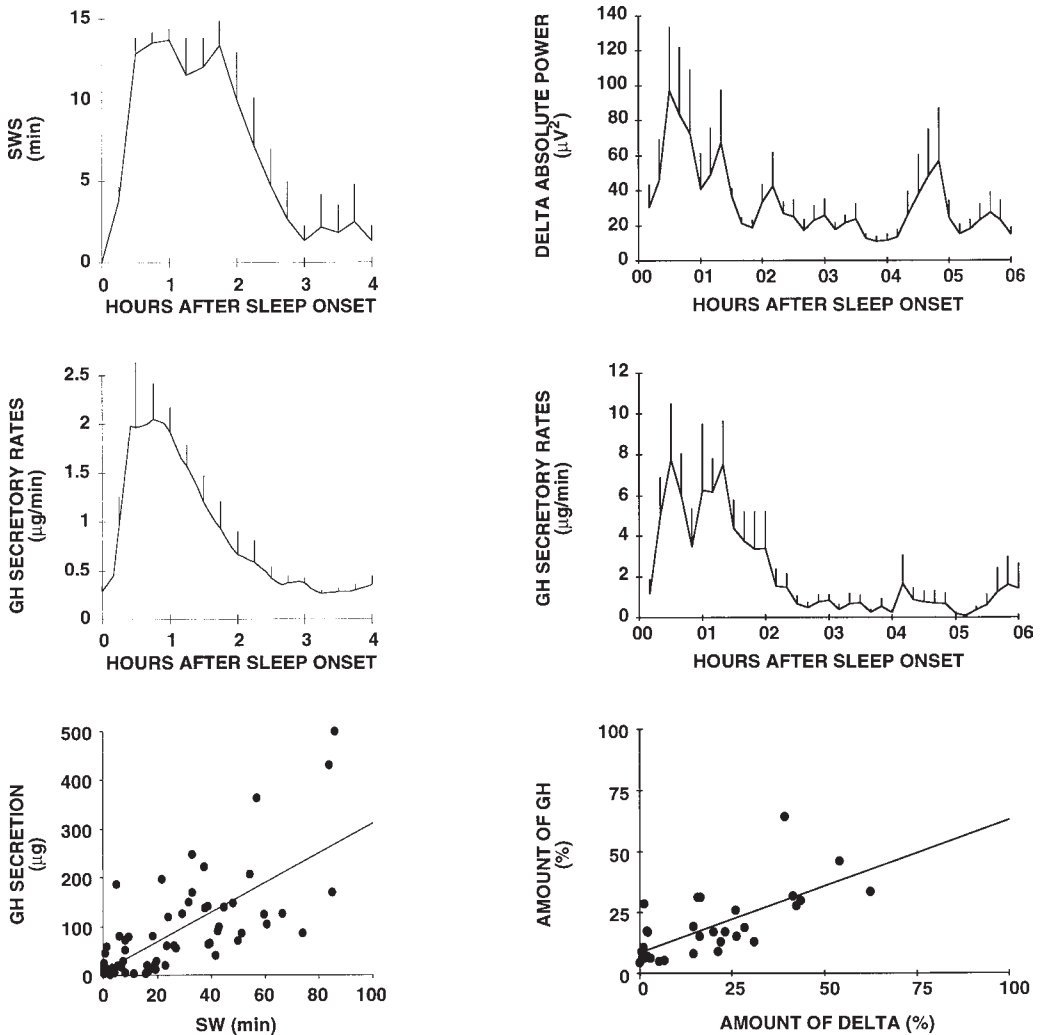 SWS
(min)
15
10
5
0
0 1 2 3 4
HOURS AFTER SLEEP ONSET
DELTA ABSOLUTE POWER
(μV²)
140
120
100
80
60
40
20
0
00 01 02 03 04 05 06
HOURS AFTER SLEEP ONSET
GH SECRETORY RATES
(μg/min)
2.5
2
1.5
1
0.5
0
0 1 2 3 4
HOURS AFTER SLEEP ONSET
GH SECRETORY RATES
(μg/min)
12
10
8
6
4
2
0
00 01 02 03 04 05 06
HOURS AFTER SLEEP ONSET
GH SECRETION
(μg)
500
400
300
200
100
0
0 20 40 60 80 100
SW (min)
AMOUNT OF GH
(%)
100
75
50
25
0
0 25 50 75 100
AMOUNT OF DELTA (%)